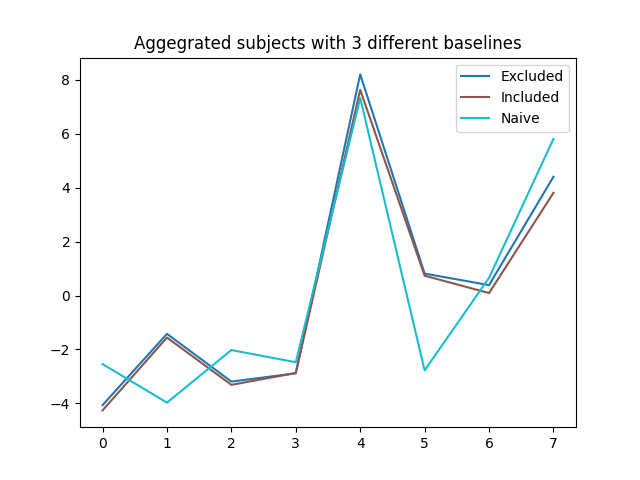 Aggegrated subjects with 3 different baselines
Excluded
Included
Naive
8
6
4
2
0
−2
−4
0 1 2 3 4 5 6 7